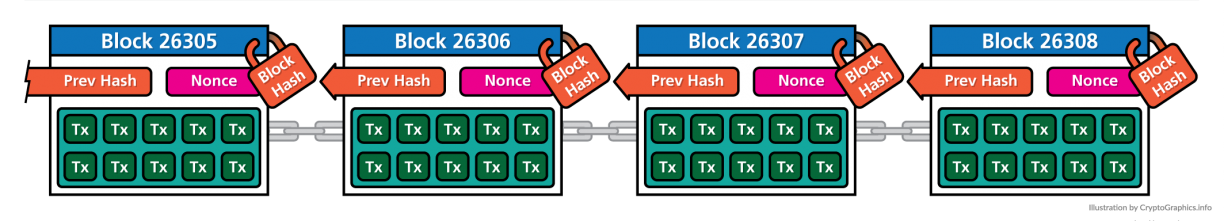 Block 26305
Prev Hash
Nonce
Block
Hash
Tx Tx Tx Tx Tx
Tx Tx Tx Tx Tx
Block 26306
Prev Hash
Nonce
Block
Hash
Tx Tx Tx Tx Tx
Tx Tx Tx Tx Tx
Block 26307
Prev Hash
Nonce
Block
Hash
Tx Tx Tx Tx Tx
Tx Tx Tx Tx Tx
Block 26308
Prev Hash
Nonce
Block
Hash
Tx Tx Tx Tx Tx
Tx Tx Tx Tx Tx
Illustration by CryptoGraphics.info